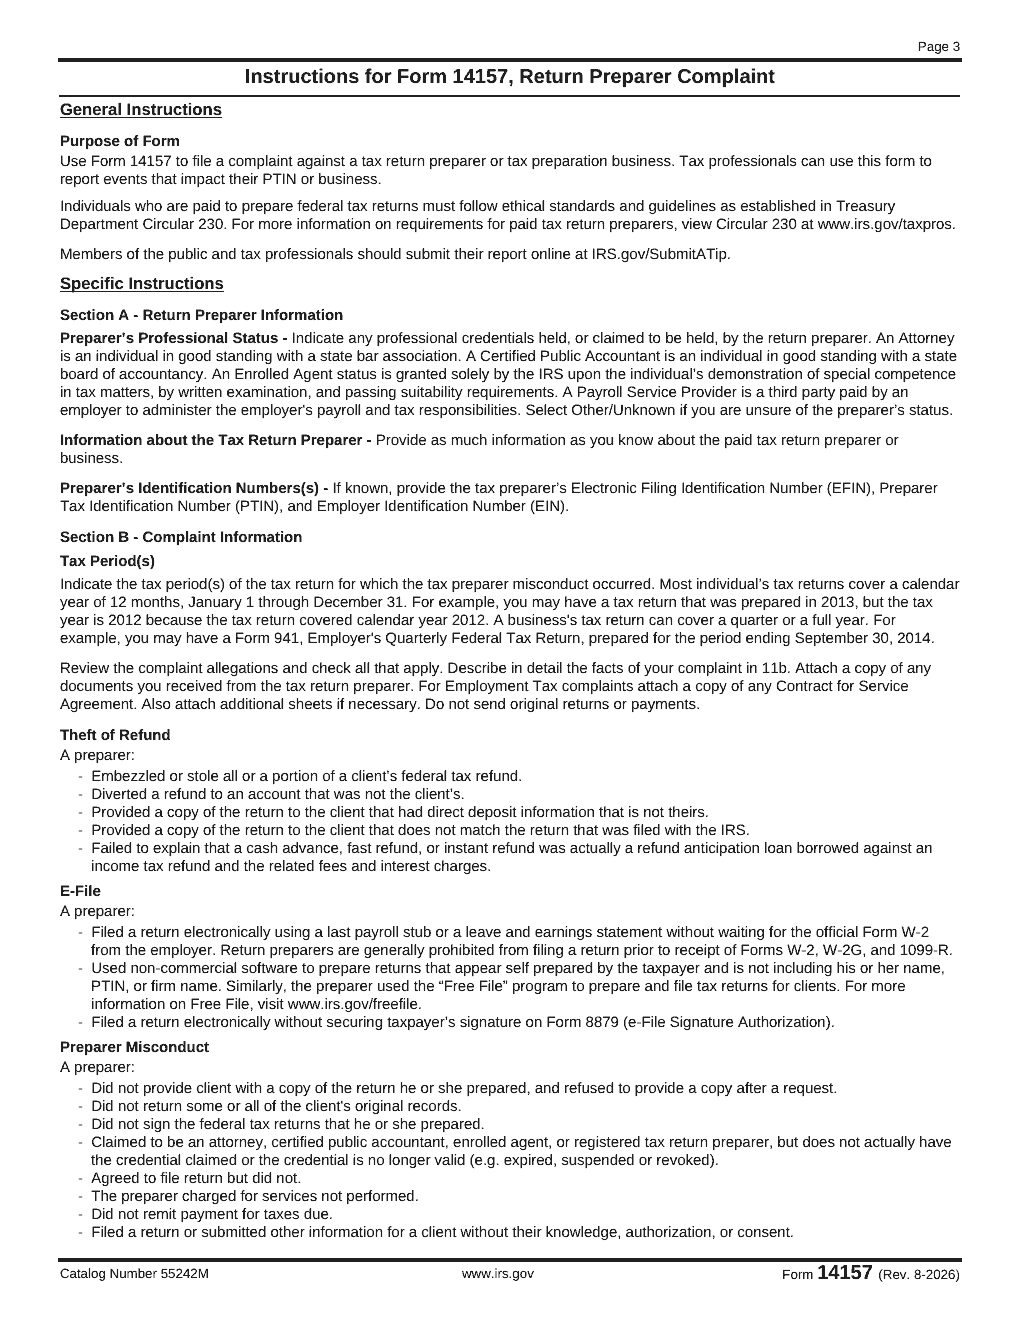 Page 3
Instructions for Form 14157, Return Preparer Complaint
General Instructions
Purpose of Form
Use Form 14157 to file a complaint against a tax return preparer or tax preparation business. Tax professionals can use this form to
report events that impact their PTIN or business.
Individuals who are paid to prepare federal tax returns must follow ethical standards and guidelines as established in Treasury
Department Circular 230. For more information on requirements for paid tax return preparers, view Circular 230 at www.irs.gov/taxpros.
Members of the public and tax professionals should submit their report online at IRS.gov/SubmitATip.
Specific Instructions
Section A - Return Preparer Information
Preparer's Professional Status - Indicate any professional credentials held, or claimed to be held, by the return preparer. An Attorney
is an individual in good standing with a state bar association. A Certified Public Accountant is an individual in good standing with a state
board of accountancy. An Enrolled Agent status is granted solely by the IRS upon the individual's demonstration of special competence
in tax matters, by written examination, and passing suitability requirements. A Payroll Service Provider is a third party paid by an
employer to administer the employer's payroll and tax responsibilities. Select Other/Unknown if you are unsure of the preparer's status.
Information about the Tax Return Preparer - Provide as much information as you know about the paid tax return preparer or
business.
Preparer's Identification Numbers(s) - If known, provide the tax preparer's Electronic Filing Identification Number (EFIN), Preparer
Tax Identification Number (PTIN), and Employer Identification Number (EIN).
Section B - Complaint Information
Tax Period(s)
Indicate the tax period(s) of the tax return for which the tax preparer misconduct occurred. Most individual's tax returns cover a calendar
year of 12 months, January 1 through December 31. For example, you may have a tax return that was prepared in 2013, but the tax
year is 2012 because the tax return covered calendar year 2012. A business's tax return can cover a quarter or a full year. For
example, you may have a Form 941, Employer's Quarterly Federal Tax Return, prepared for the period ending September 30, 2014.
Review the complaint allegations and check all that apply. Describe in detail the facts of your complaint in 11b. Attach a copy of any
documents you received from the tax return preparer. For Employment Tax complaints attach a copy of any Contract for Service
Agreement. Also attach additional sheets if necessary. Do not send original returns or payments.
Theft of Refund
A preparer:
- Embezzled or stole all or a portion of a client's federal tax refund.
- Diverted a refund to an account that was not the client's.
- Provided a copy of the return to the client that had direct deposit information that is not theirs.
- Provided a copy of the return to the client that does not match the return that was filed with the IRS.
- Failed to explain that a cash advance, fast refund, or instant refund was actually a refund anticipation loan borrowed against an
income tax refund and the related fees and interest charges.
E-File
A preparer:
- Filed a return electronically using a last payroll stub or a leave and earnings statement without waiting for the official Form W-2
from the employer. Return preparers are generally prohibited from filing a return prior to receipt of Forms W-2, W-2G, and 1099-R.
- Used non-commercial software to prepare returns that appear self prepared by the taxpayer and is not including his or her name,
PTIN, or firm name. Similarly, the preparer used the “Free File” program to prepare and file tax returns for clients. For more
information on Free File, visit www.irs.gov/freefile.
- Filed a return electronically without securing taxpayer's signature on Form 8879 (e-File Signature Authorization).
Preparer Misconduct
A preparer:
- Did not provide client with a copy of the return he or she prepared, and refused to provide a copy after a request.
- Did not return some or all of the client's original records.
- Did not sign the federal tax returns that he or she prepared.
- Claimed to be an attorney, certified public accountant, enrolled agent, or registered tax return preparer, but does not actually have
the credential claimed or the credential is no longer valid (e.g. expired, suspended or revoked).
- Agreed to file return but did not.
- The preparer charged for services not performed.
- Did not remit payment for taxes due.
- Filed a return or submitted other information for a client without their knowledge, authorization, or consent.
Catalog Number 55242M www.irs.gov Form 14157 (Rev. 8-2026)